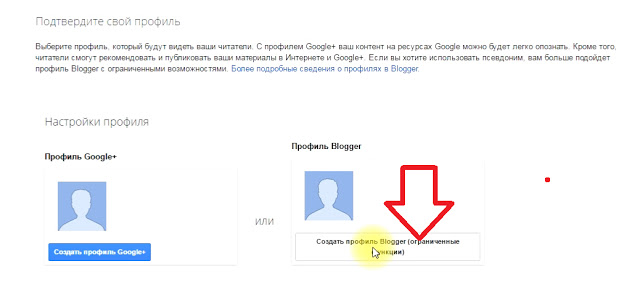 Подтвердите свой профиль
Выберите профиль, который будут видеть ваши читатели. С профилем Google+ ваш контент на ресурсах Google можно будет легко опознать. Кроме того,
читатели смогут рекомендовать и публиковать ваши материалы в Интернете и Google+. Если вы хотите использовать псевдоним, вам больше подойдет
профиль Blogger с ограниченными возможностями. Более подробные сведения о профилях в Blogger.
Настройки профиля
Профиль Google+
Создать профиль Google+
или
Профиль Blogger
Создать профиль Blogger (ограниченные
функции)